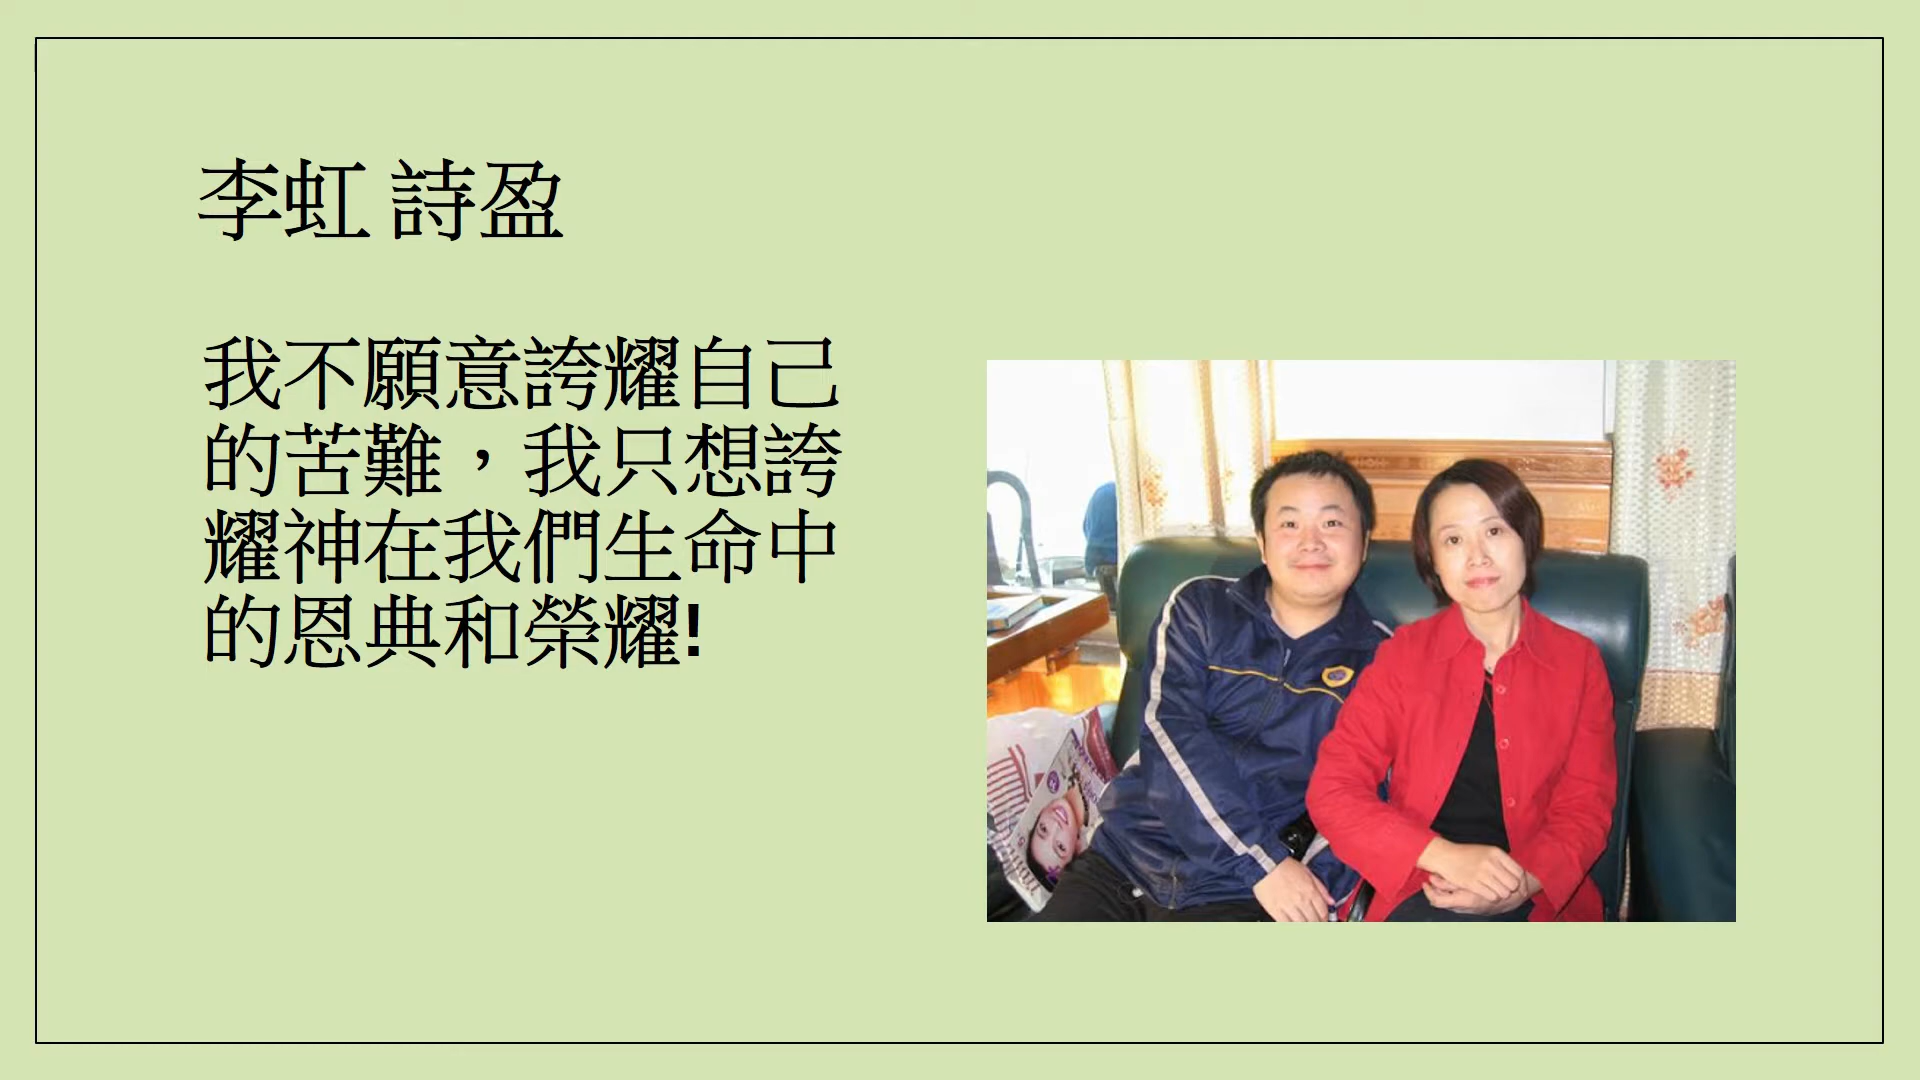 李虹 詩盈
我不願意誇耀自己
的苦難，我只想誇
耀神在我們生命中
的恩典和榮耀!